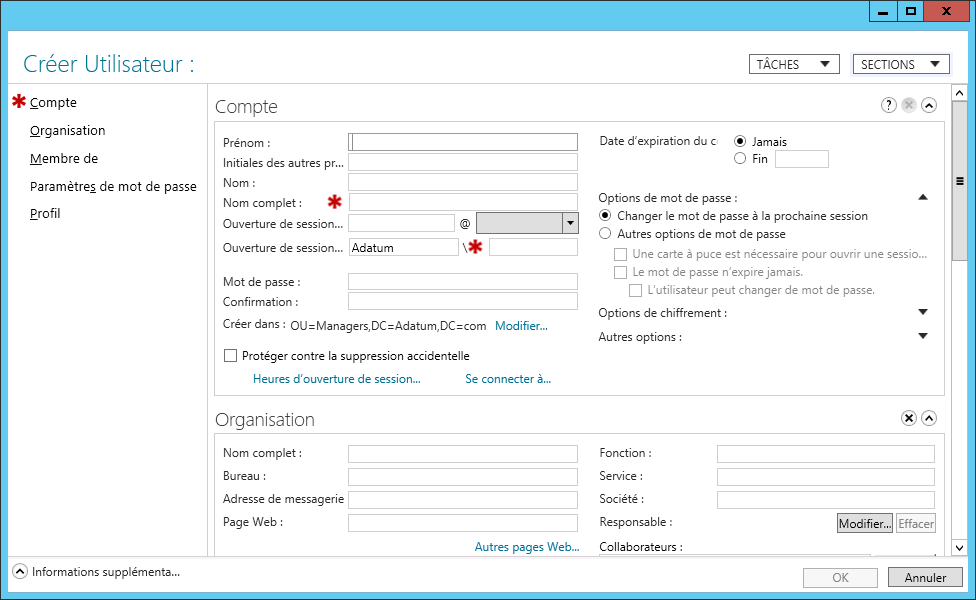 Créer Utilisateur :
TÂCHES
SECTIONS
Compte
Organisation
Membre de
Paramètres de mot de passe
Profil
Compte
Prénom :
Initiales des autres pr...
Nom :
Nom complet :
Ouverture de session... @
Ouverture de session... Adatum \
Mot de passe :
Confirmation :
Créer dans : OU=Managers,DC=Adatum,DC=com Modifier...
Protéger contre la suppression accidentelle
Heures d'ouverture de session... Se connecter à...
Date d'expiration du c
Jamais
Fin
Options de mot de passe :
Changer le mot de passe à la prochaine session
Autres options de mot de passe
Une carte à puce est nécessaire pour ouvrir une sessio...
Le mot de passe n'expire jamais.
L'utilisateur peut changer de mot de passe.
Options de chiffrement :
Autres options :
Organisation
Nom complet :
Bureau :
Adresse de messagerie
Page Web :
Autres pages Web...
Fonction :
Service :
Société :
Responsable : Modifier... Effacer
Collaborateurs :
Informations supplémenta...
OK Annuler